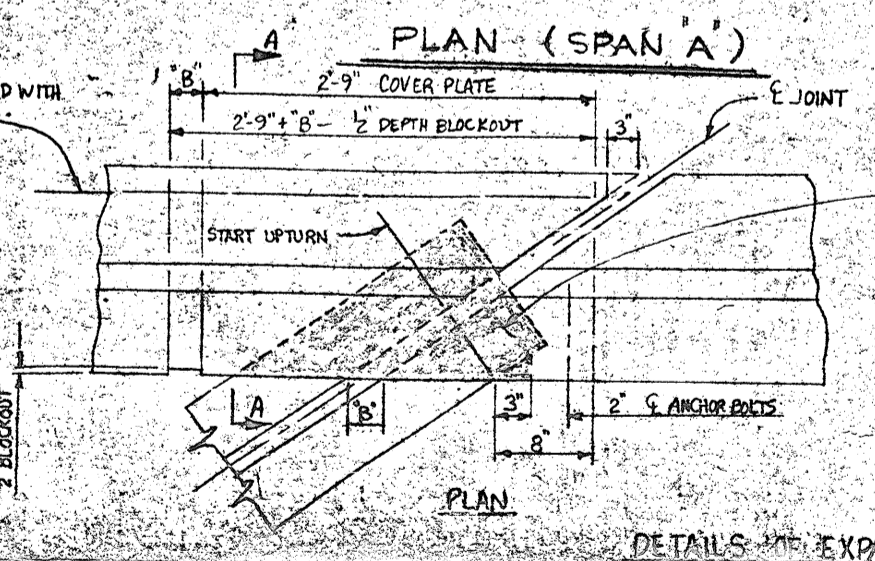 PLAN (SPAN "A")
A
"B"
2'-9" COVER PLATE
D WITH
2'-9" + "B" - ½" DEPTH BLOCKOUT
3"
℄ JOINT
START UPTURN
A
"B"
3"
2" ℄ ANCHOR BOLTS
8"
2 BLOCKOUT
PLAN
DETAILS OF EXPA